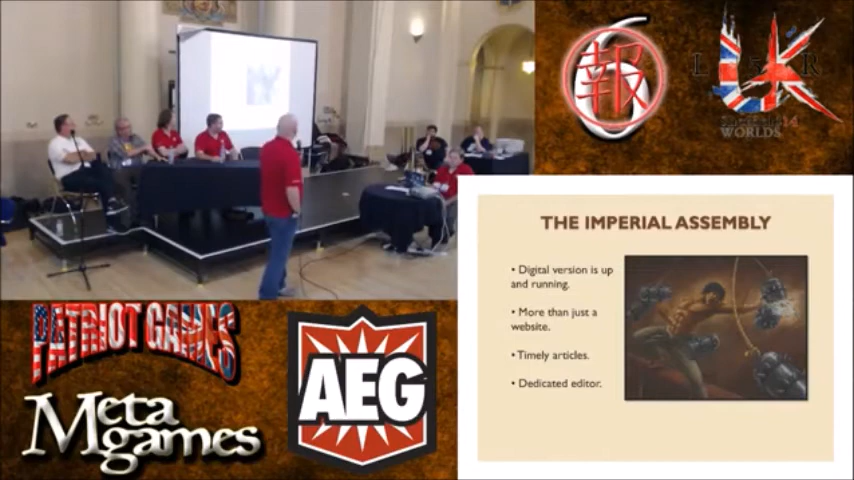 報
L5R
UK
WORLDS
THE IMPERIAL ASSEMBLY
• Digital version is up
and running.
• More than just a
website.
• Timely articles.
• Dedicated editor.
PATRIOT GAMES
Meta
games
AEG